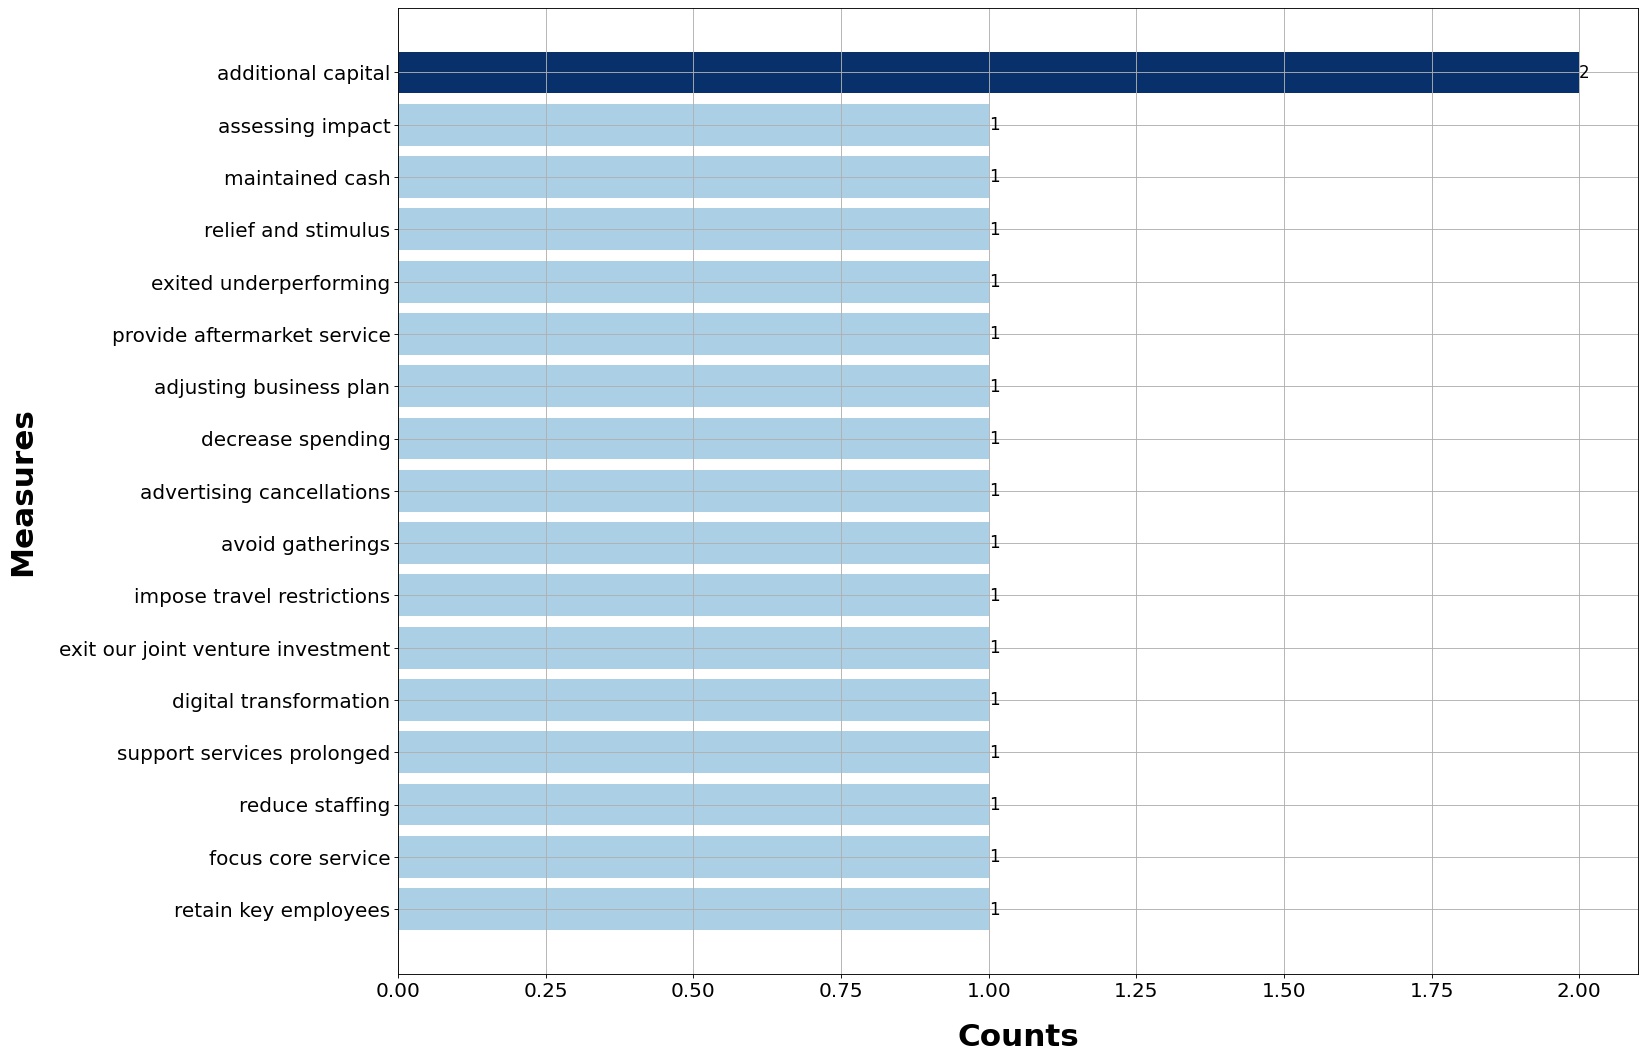 additional capital
2
assessing impact
1
maintained cash
1
relief and stimulus
1
exited underperforming
1
provide aftermarket service
1
adjusting business plan
1
decrease spending
1
advertising cancellations
1
avoid gatherings
1
impose travel restrictions
1
exit our joint venture investment
1
digital transformation
1
support services prolonged
1
reduce staffing
1
focus core service
1
retain key employees
1
Measures
0.00 0.25 0.50 0.75 1.00 1.25 1.50 1.75 2.00
Counts